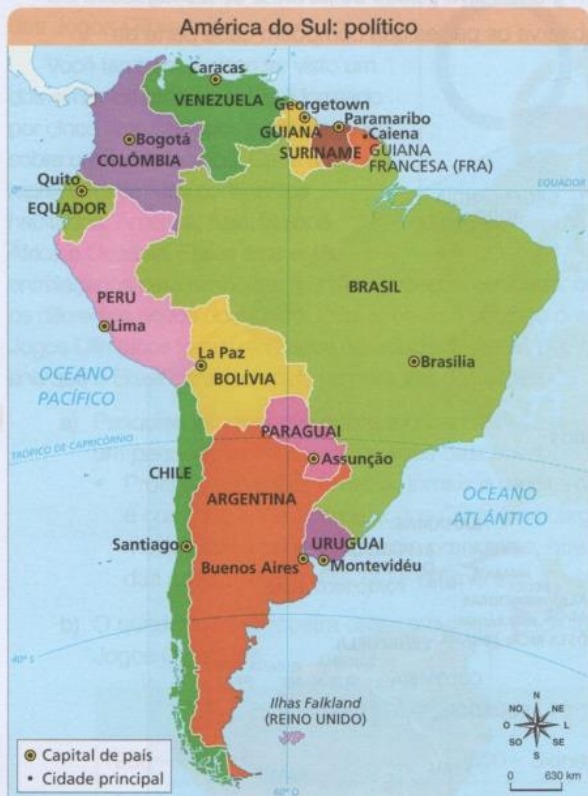 América do Sul: político
Caracas
VENEZUELA
Georgetown
Paramaribo
GUIANA
Caiena
SURINAME
GUIANA
FRANCESA (FRA)
Bogotá
COLÔMBIA
Quito
EQUADOR
EQUADOR
0°
PERU
BRASIL
Lima
La Paz
BOLÍVIA
Brasília
OCEANO
PACÍFICO
TRÓPICO DE CAPRICÓRNIO
PARAGUAI
Assunção
CHILE
ARGENTINA
OCEANO
ATLÂNTICO
Santiago
URUGUAI
Buenos Aires
Montevidéu
40° S
Ilhas Falkland
(REINO UNIDO)
N
NO NE
O L
SO SE
S
Capital de país
Cidade principal
0 630 km
60° O